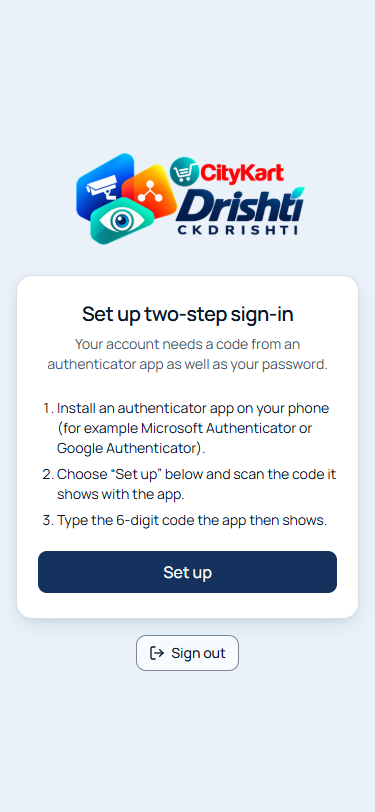 CityKart
Drishti
CKDRISHTI
Set up two-step sign-in
Your account needs a code from an
authenticator app as well as your password.
1. Install an authenticator app on your phone
(for example Microsoft Authenticator or
Google Authenticator).
2. Choose “Set up” below and scan the code it
shows with the app.
3. Type the 6-digit code the app then shows.
Set up
Sign out